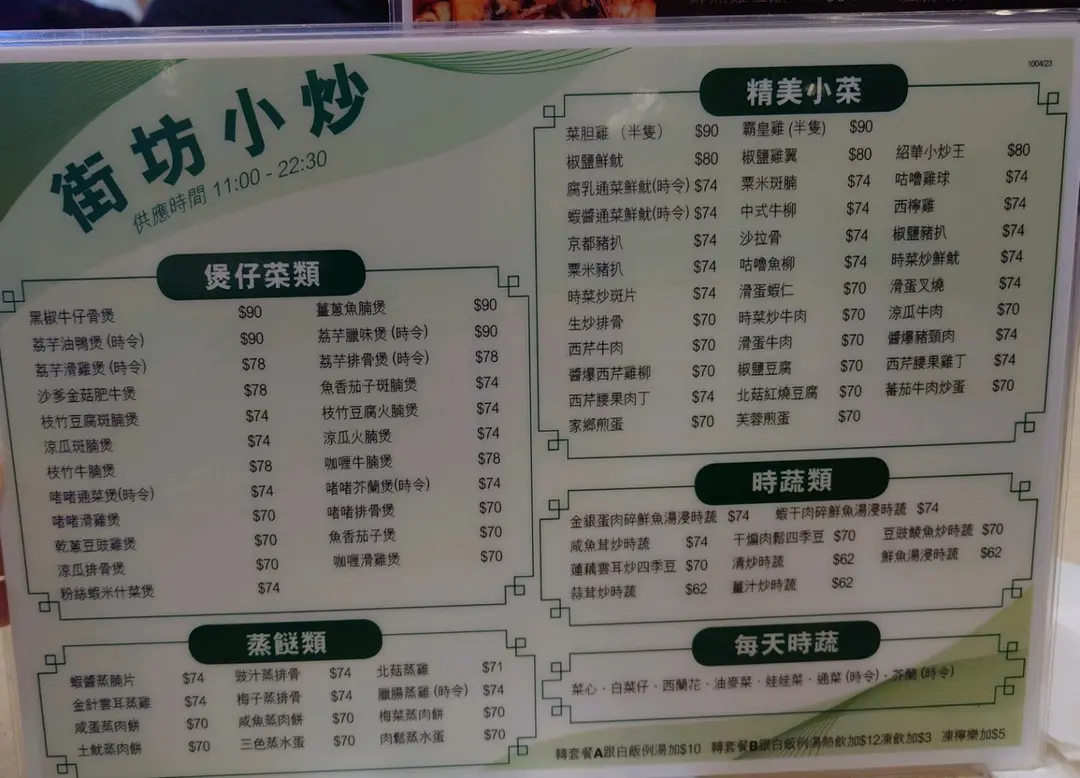 街坊小炒
供應時間 11:00 - 22:30
1004/23
煲仔菜類
黑椒牛仔骨煲 $90 薑蔥魚腩煲 $90
荔芋油鴨煲(時令) $90 荔芋臘味煲(時令) $90
荔芋滑雞煲(時令) $78 荔芋排骨煲(時令) $78
沙爹金菇肥牛煲 $78 魚香茄子斑腩煲 $74
枝竹豆腐斑腩煲 $74 枝竹豆腐火腩煲 $74
涼瓜斑腩煲 $74 涼瓜火腩煲 $74
枝竹牛腩煲 $78 咖喱牛腩煲 $78
啫啫通菜煲(時令) $74 啫啫芥蘭煲(時令) $74
啫啫滑雞煲 $70 啫啫排骨煲 $70
乾蔥豆豉雞煲 $70 魚香茄子煲 $70
涼瓜排骨煲 $70 咖喱滑雞煲 $70
粉絲蝦米什菜煲 $74
蒸餸類
蝦醬蒸腩片 $74 豉汁蒸排骨 $74 北菇蒸雞 $71
金針雲耳蒸雞 $74 梅子蒸排骨 $74 臘腸蒸雞(時令) $74
咸蛋蒸肉餅 $70 咸魚蒸肉餅 $70 梅菜蒸肉餅 $70
土魷蒸肉餅 $70 三色蒸水蛋 $70 肉鬆蒸水蛋 $70
精美小菜
菜胆雞 (半隻) $90 霸皇雞(半隻) $90
椒鹽鮮魷 $80 椒鹽雞翼 $80 紹華小炒王 $80
腐乳通菜鮮魷(時令) $74 粟米斑腩 $74 咕嚕雞球 $74
蝦醬通菜鮮魷(時令) $74 中式牛柳 $74 西檸雞 $74
京都豬扒 $74 沙拉骨 $74 椒鹽豬扒 $74
粟米豬扒 $74 咕嚕魚柳 $74 時菜炒鮮魷 $74
時菜炒斑片 $74 滑蛋蝦仁 $70 滑蛋叉燒 $74
生炒排骨 $70 時菜炒牛肉 $70 涼瓜牛肉 $70
西芹牛肉 $70 滑蛋牛肉 $70 醬爆豬頸肉 $74
醬爆西芹雞柳 $70 椒鹽豆腐 $70 西芹腰果雞丁 $74
西芹腰果肉丁 $74 北菇紅燒豆腐 $70 蕃茄牛肉炒蛋 $70
家鄉煎蛋 $70 芙蓉煎蛋 $70
時蔬類
金銀蛋肉碎鮮魚湯浸時蔬 $74 蝦干肉碎鮮魚湯浸時蔬 $74
咸魚茸炒時蔬 $74 干煸肉鬆四季豆 $70 豆豉鯪魚炒時蔬 $70
蓮藕雲耳炒四季豆 $70 清炒時蔬 $62 鮮魚湯浸時蔬 $62
蒜茸炒時蔬 $62 薑汁炒時蔬 $62
每天時蔬
菜心、白菜仔、西蘭花、油麥菜、娃娃菜、通菜(時令)、芥蘭(時令)
轉套餐A跟白飯例湯加$10 轉套餐B跟白飯例湯熱飲加$12凍飲加$3 凍檸樂加$5